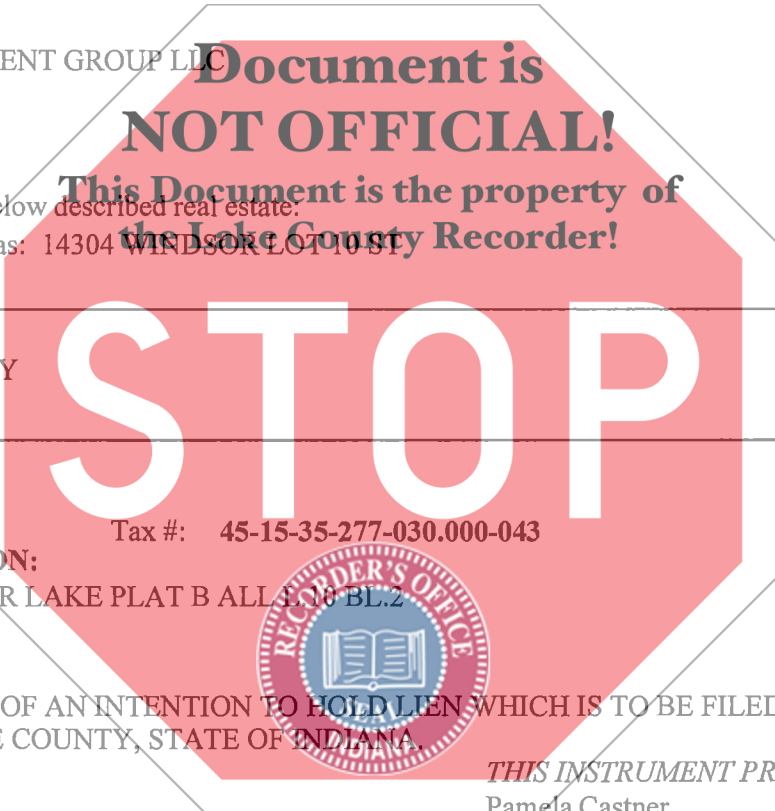 ENT GROUP LLC
Document is
NOT OFFICIAL!
This Document is the property of
the Lake County Recorder!
elow described real estate:
as: 14304 WINDSOR LOT 10 ST
STOP
Y
Tax #: 45-15-35-277-030.000-043
ON:
R LAKE PLAT B ALL L.10 BL.2
RECORDER'S OFFICE
SEAL
INDIANA
OF AN INTENTION TO HOLD LIEN WHICH IS TO BE FILED
E COUNTY, STATE OF INDIANA.
THIS INSTRUMENT PR
Pamela Castner